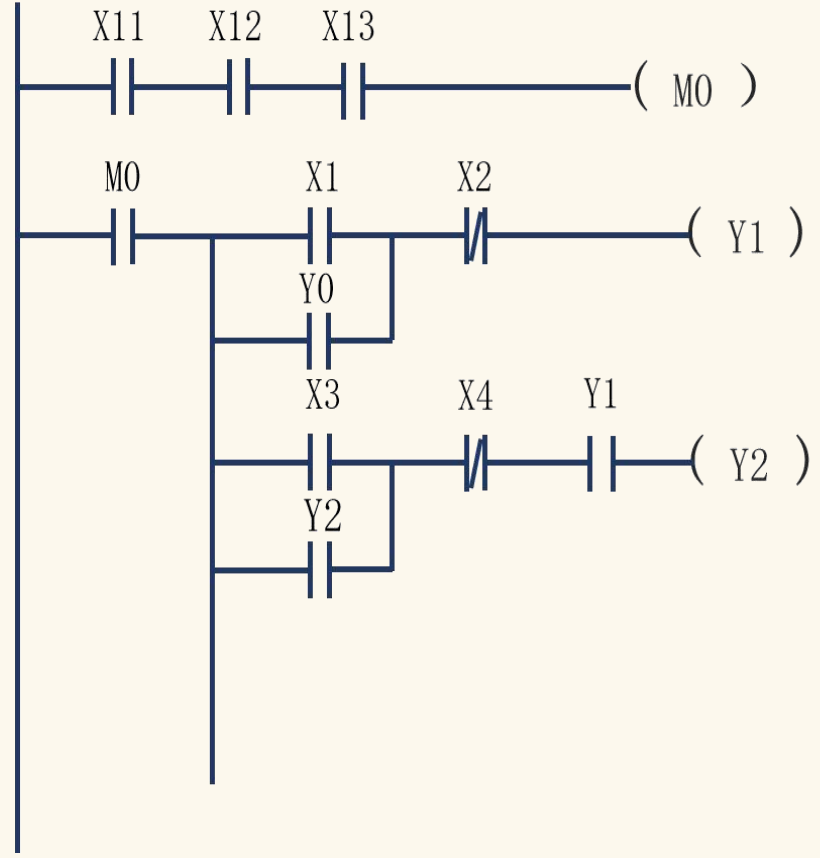 X11 X12 X13
( M0 )
M0 X1 X2
( Y1 )
Y0
X3 X4 Y1
( Y2 )
Y2